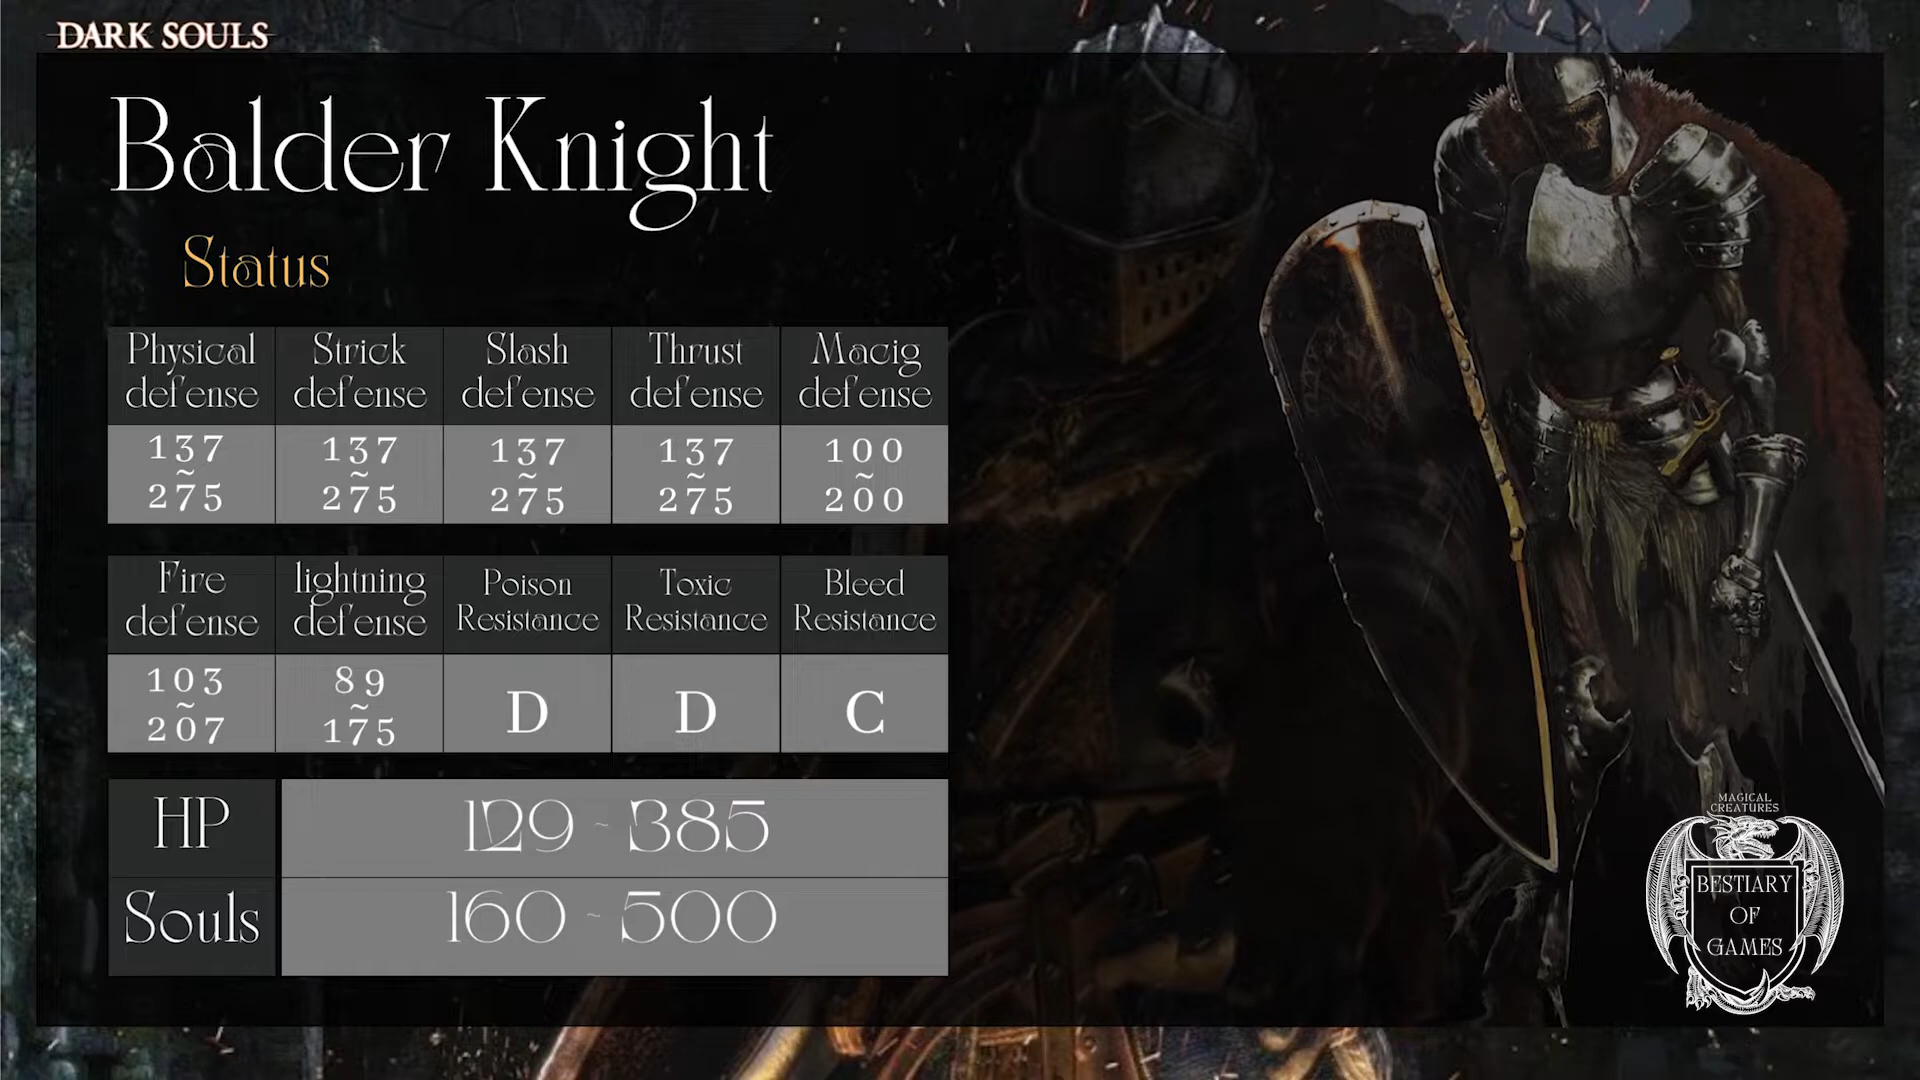 DARK SOULS
Balder Knight
Status
Physical defense Strick defense Slash defense Thrust defense Macig defense
137 ~ 275 137 ~ 275 137 ~ 275 137 ~ 275 100 ~ 200
Fire defense lightning defense Poison Resistance Toxic Resistance Bleed Resistance
103 ~ 207 89 ~ 175 D D C
HP 129 ~ 385
Souls 160 ~ 500
MAGICAL
CREATURES
BESTIARY
OF
GAMES